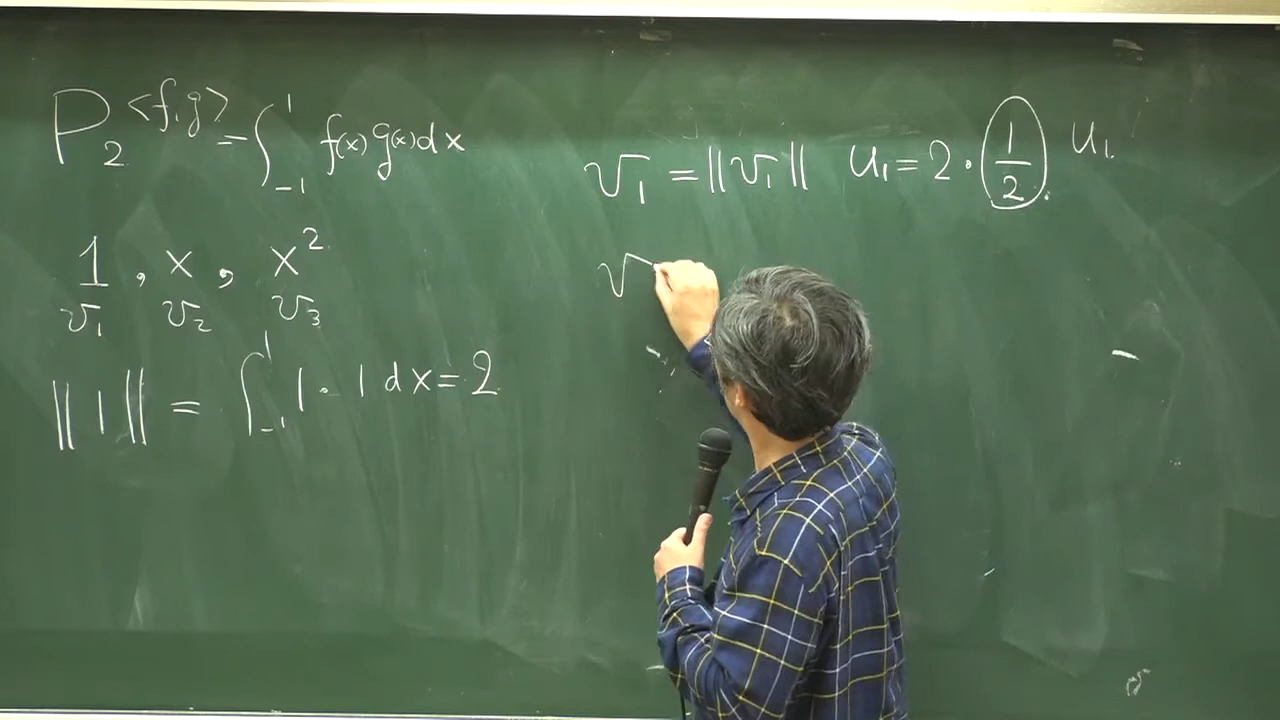 P₂ <f,g> = ∫₋₁¹ f(x) g(x) dx
1, x, x²
v₁ v₂ v₃
||1|| = ∫₋₁¹ 1·1 dx = 2
v₁ = ||v₁|| u₁ = 2·(1/2). u₁.
v